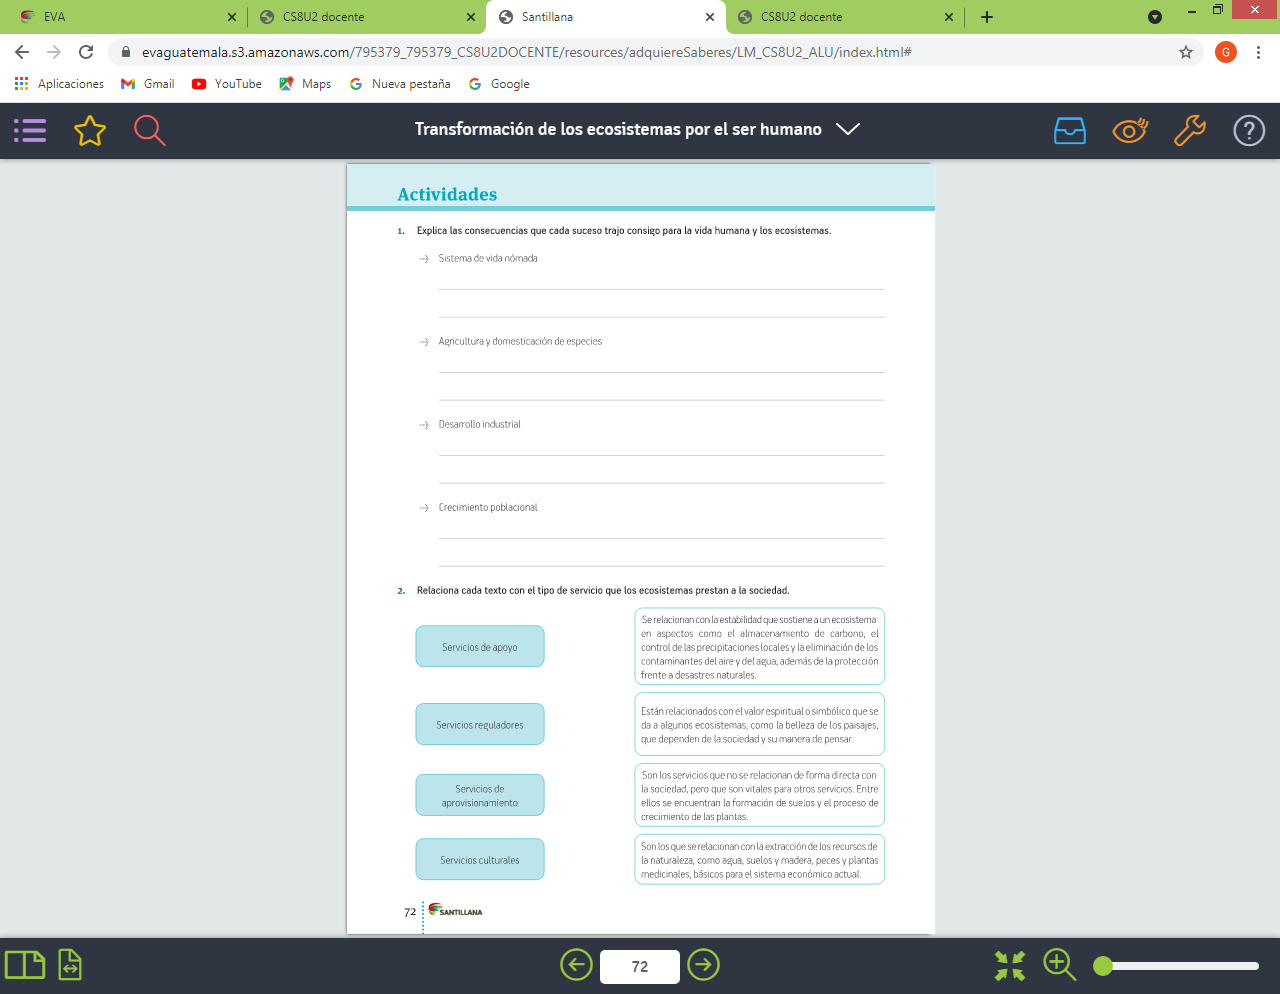 EVA
CS8U2 docente
Santillana
CS8U2 docente
evaguatemala.s3.amazonaws.com/795379_795379_CS8U2DOCENTE/resources/adquiereSaberes/LM_CS8U2_ALU/index.html#
G
Aplicaciones
Gmail
YouTube
Maps
Nueva pestaña
Google
Transformación de los ecosistemas por el ser humano
Actividades
1. Explica las consecuencias que cada suceso trajo consigo para la vida humana y los ecosistemas.
Sistema de vida nómada
Agricultura y domesticación de especies
Desarrollo industrial
Crecimiento poblacional
2. Relaciona cada texto con el tipo de servicio que los ecosistemas prestan a la sociedad.
Servicios de apoyo
Se relacionan con la estabilidad que sostiene a un ecosistema
en aspectos como el almacenamiento de carbono, el
control de las precipitaciones locales y la eliminación de los
contaminantes del aire y del agua, además de la protección
frente a desastres naturales.
Servicios reguladores
Están relacionados con el valor espiritual o simbólico que se
da a algunos ecosistemas, como la belleza de los paisajes,
que dependen de la sociedad y su manera de pensar.
Servicios de
aprovisionamiento
Son los servicios que no se relacionan de forma directa con
la sociedad, pero que son vitales para otros servicios. Entre
ellos se encuentran la formación de suelos y el proceso de
crecimiento de las plantas.
Servicios culturales
Son los que se relacionan con la extracción de los recursos de
la naturaleza, como agua, suelos y madera, peces y plantas
medicinales, básicos para el sistema económico actual.
72
SANTILLANA
72